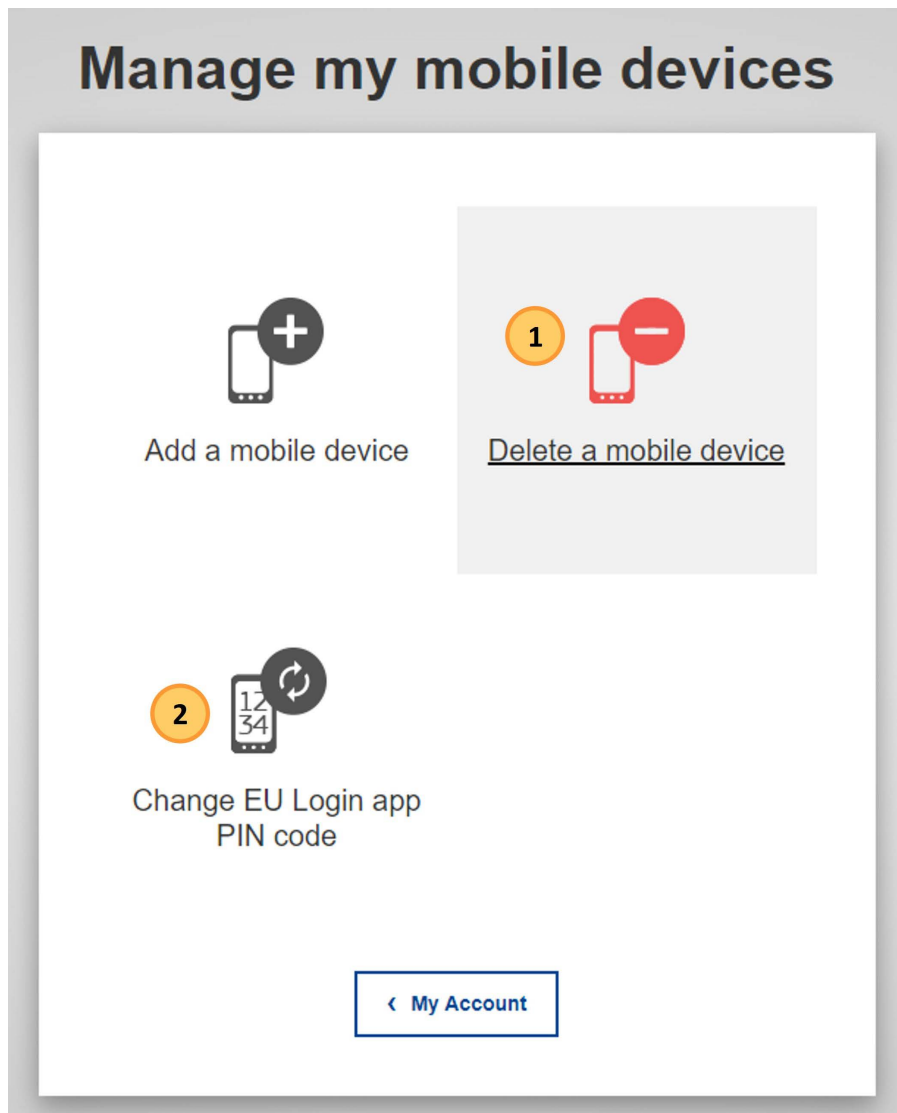 Manage my mobile devices
1
Add a mobile device
Delete a mobile device
2
12
34
Change EU Login app
PIN code
‹ My Account